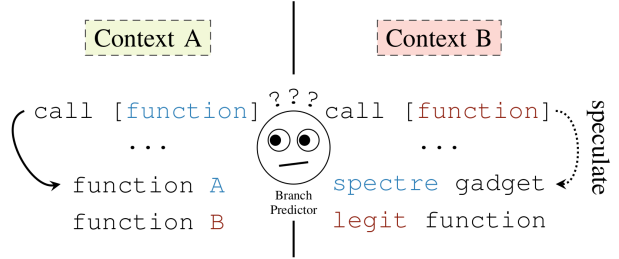 Context A
Context B
? ? ?
call [function]
call [function]
...
...
function A
spectre gadget
function B
legit function
Branch
Predictor
speculate